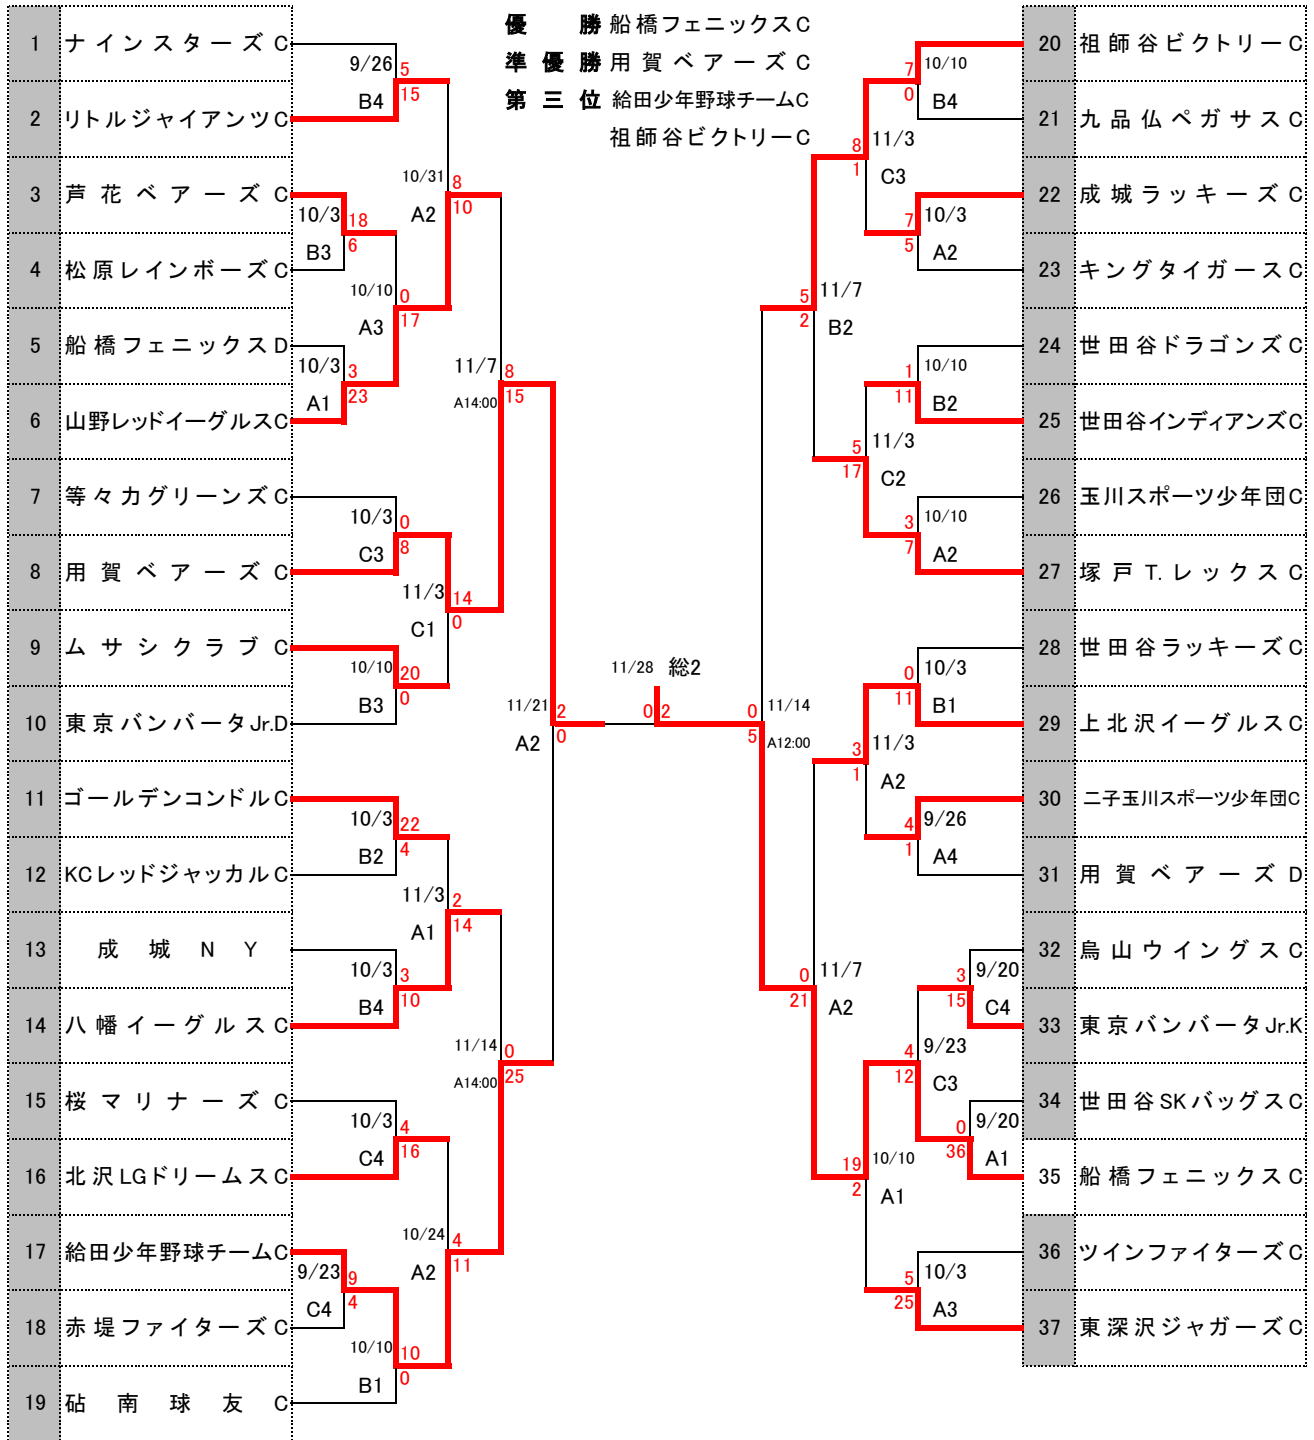 優勝 船橋フェニックスC
準優勝 用賀ベアーズC
第三位 給田少年野球チームC
祖師谷ビクトリーC
1 ナインスターズC
2 リトルジャイアンツC
3 芦花ベアーズC
4 松原レインボーズC
5 船橋フェニックスD
6 山野レッドイーグルスC
7 等々力グリーンズC
8 用賀ベアーズC
9 ムサシクラブC
10 東京バンバータJr.D
11 ゴールデンコンドルC
12 KCレッドジャッカルC
13 成城NY
14 八幡イーグルスC
15 桜マリナーズC
16 北沢LGドリームスC
17 給田少年野球チームC
18 赤堤ファイターズC
19 砧南球友C
9/26 5
B4 15
10/3 18
B3 6
10/3 3
A1 23
10/10 0
A3 17
10/31 8
A2 10
10/3 0
C3 8
10/10 20
B3 0
11/3 14
C1 0
11/7 8
A14:00 15
10/3 22
B2 4
10/3 3
B4 10
11/3 2
A1 14
10/3 4
C4 16
9/23 9
C4 4
10/10 10
B1 0
10/24 4
A2 11
11/14 0
A14:00 25
11/21 2
A2 0
11/28 総2
0 2
0 11/14
5 A12:00
7 10/10
0 B4
8 11/3
1 C3
7 10/3
5 A2
5 11/7
2 B2
1 10/10
11 B2
5 11/3
17 C2
3 10/10
7 A2
0 10/3
11 B1
3 11/3
1 A2
4 9/26
1 A4
0 11/7
21 A2
3 9/20
15 C4
4 9/23
12 C3
0 9/20
36 A1
19 10/10
2 A1
5 10/3
25 A3
20 祖師谷ビクトリーC
21 九品仏ペガサスC
22 成城ラッキーズC
23 キングタイガースC
24 世田谷ドラゴンズC
25 世田谷インディアンズC
26 玉川スポーツ少年団C
27 塚戸T.レックスC
28 世田谷ラッキーズC
29 上北沢イーグルスC
30 二子玉川スポーツ少年団C
31 用賀ベアーズD
32 烏山ウイングスC
33 東京バンバータJr.K
34 世田谷SKバッグスC
35 船橋フェニックスC
36 ツインファイターズC
37 東深沢ジャガーズC